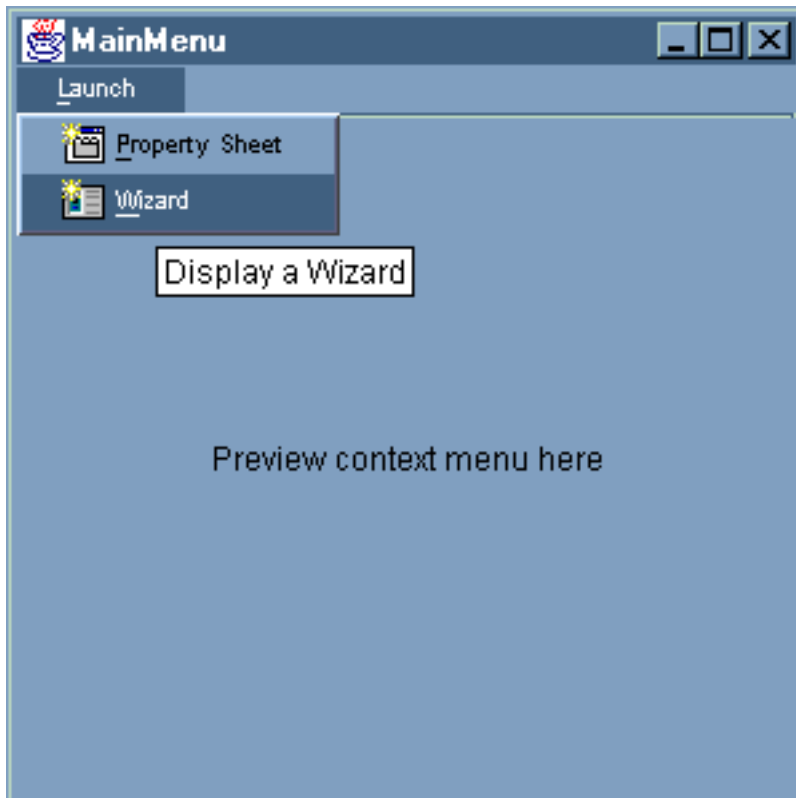 MainMenu
Launch
Property Sheet
Wizard
Display a Wizard
Preview context menu here